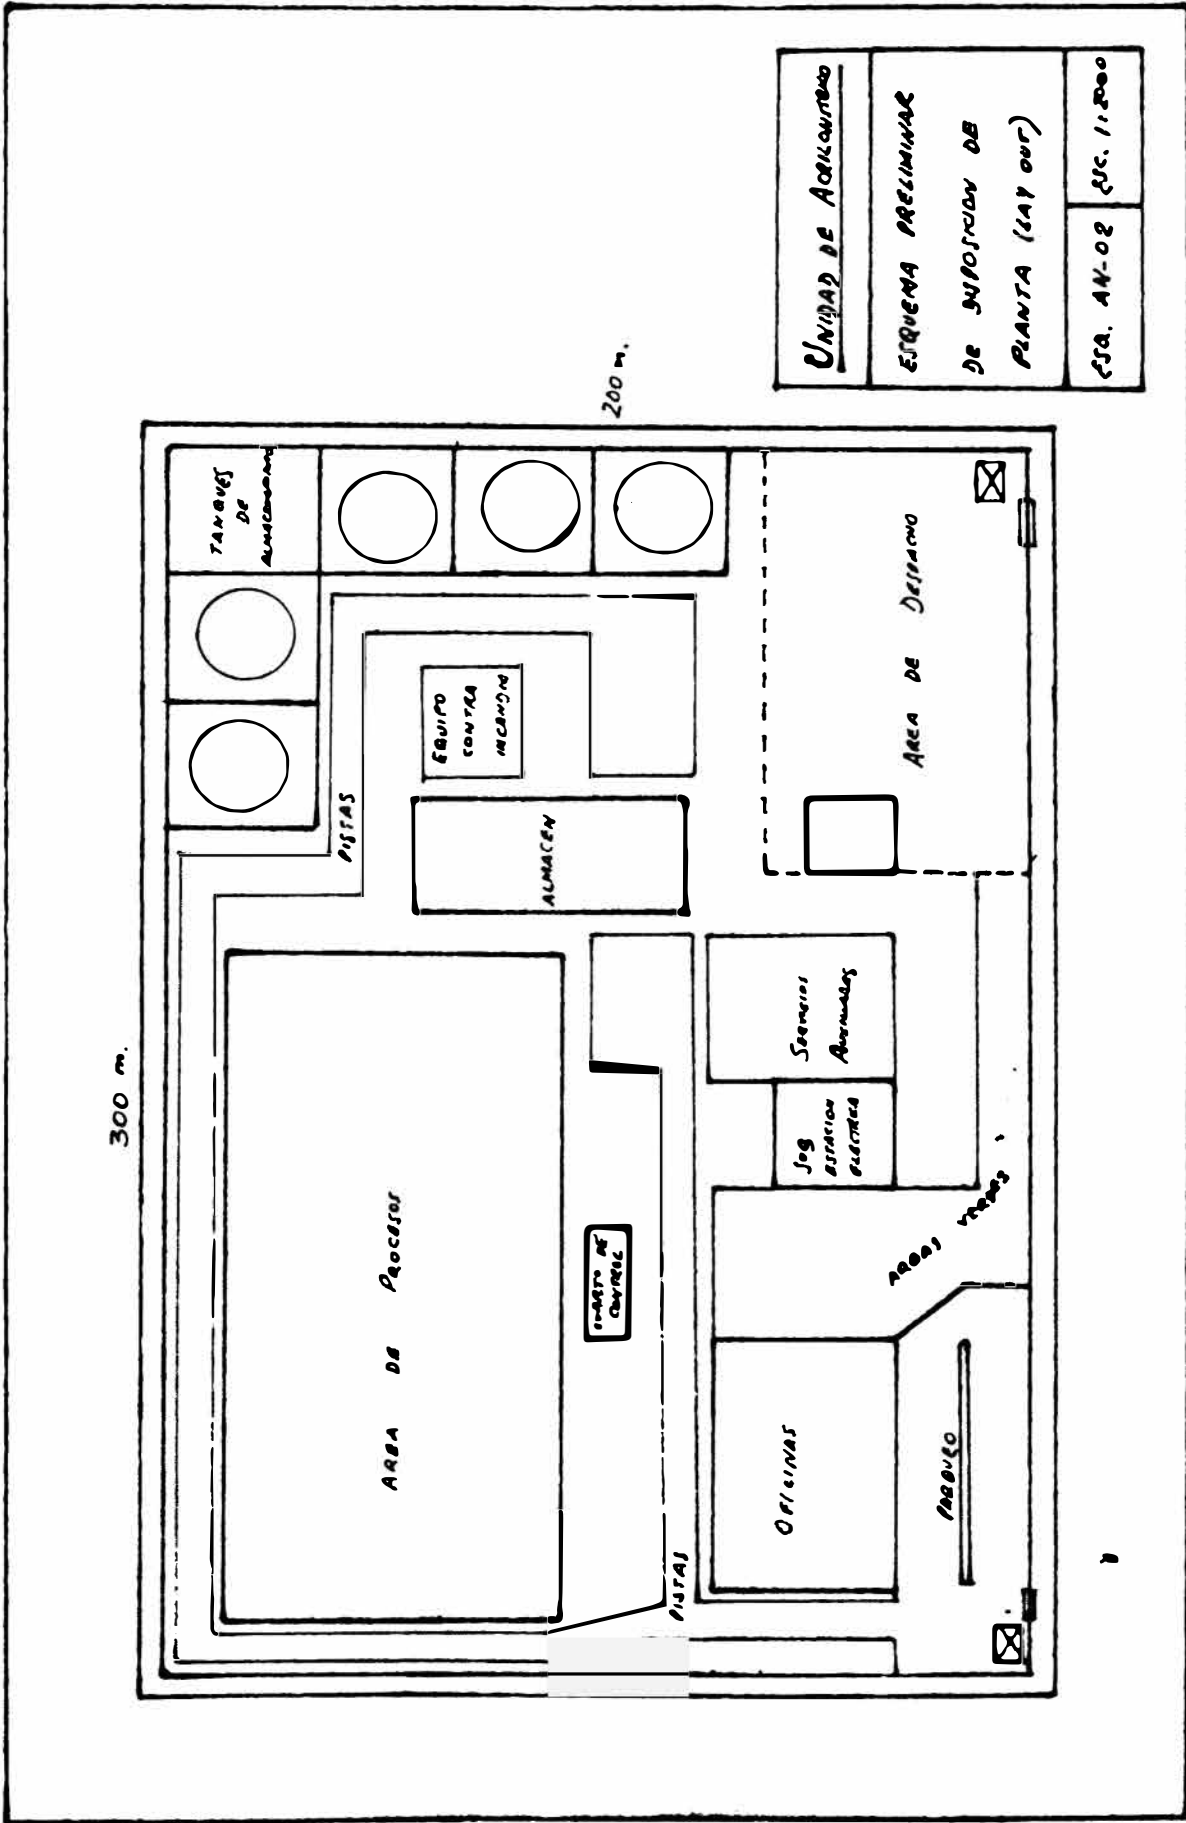 300 m.
200 m.
TANQUES
DE
PISTAS
EQUIPO
CONTRA
INCENDIO
ALMACEN
AREA DE PROCESOS
CUARTO DE
CONTROL
PISTAS
SERVICIOS
AUXILIARES
SUB
ESTACION
ELECTRICA
AREA DE DESPACHO
AREAS VERDES
OFICINAS
PARQUEO
UNIDAD DE ACRILONITRILO
ESQUEMA PRELIMINAR
DE DISPOSICION DE
PLANTA (LAY OUT)
ESQ. AN-02
ESC. 1:2000